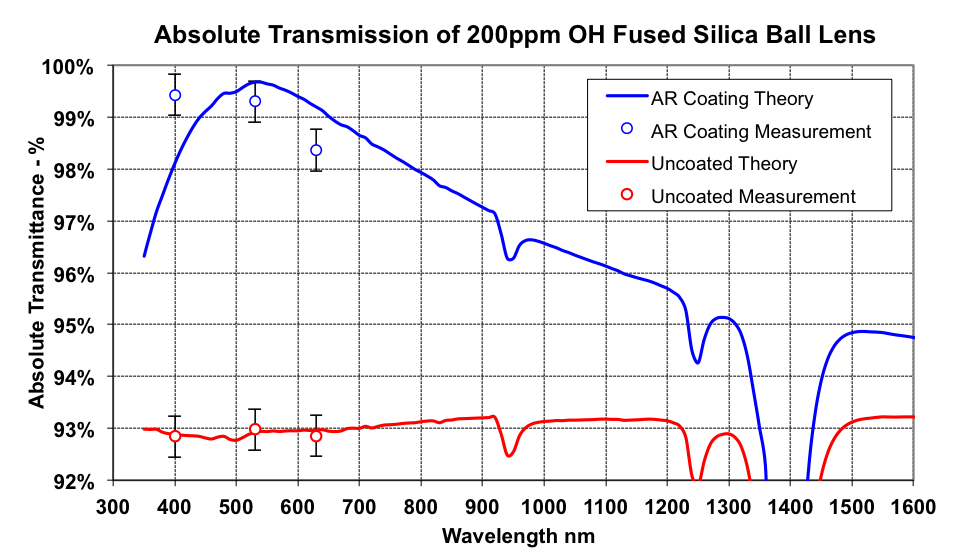 Absolute Transmission of 200ppm OH Fused Silica Ball Lens
100%
99%
98%
97%
96%
95%
94%
93%
92%
Absolute Transmittance - %
AR Coating Theory
AR Coating Measurement
Uncoated Theory
Uncoated Measurement
300 400 500 600 700 800 900 1000 1100 1200 1300 1400 1500 1600
Wavelength nm